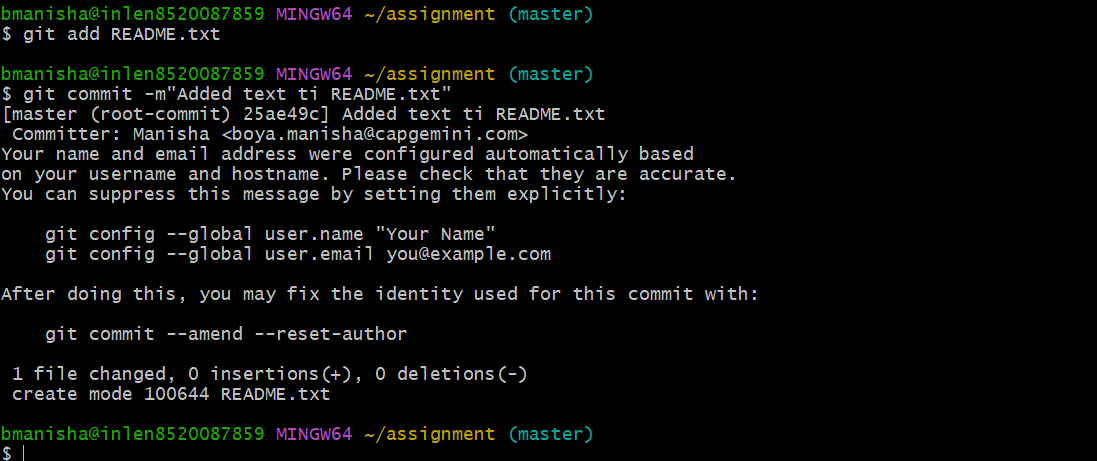 bmanisha@inlen8520087859 MINGW64 ~/assignment (master)
$ git add README.txt
bmanisha@inlen8520087859 MINGW64 ~/assignment (master)
$ git commit -m"Added text ti README.txt"
[master (root-commit) 25ae49c] Added text ti README.txt
 Committer: Manisha <boya.manisha@capgemini.com>
Your name and email address were configured automatically based
on your username and hostname. Please check that they are accurate.
You can suppress this message by setting them explicitly:
    git config --global user.name "Your Name"
    git config --global user.email you@example.com
After doing this, you may fix the identity used for this commit with:
    git commit --amend --reset-author
 1 file changed, 0 insertions(+), 0 deletions(-)
 create mode 100644 README.txt
bmanisha@inlen8520087859 MINGW64 ~/assignment (master)
$